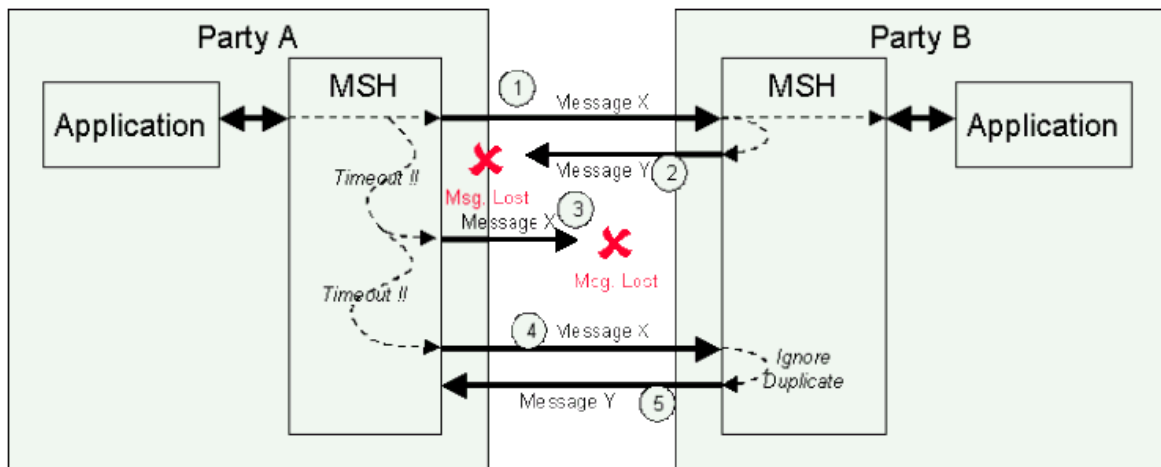 Party A
Party B
MSH
MSH
Application
Application
1
Message X
Message Y
2
Timeout !!
Msg. Lost
3
Message X
Msg. Lost
Timeout !!
4
Message X
Ignore
Duplicate
Message Y
5